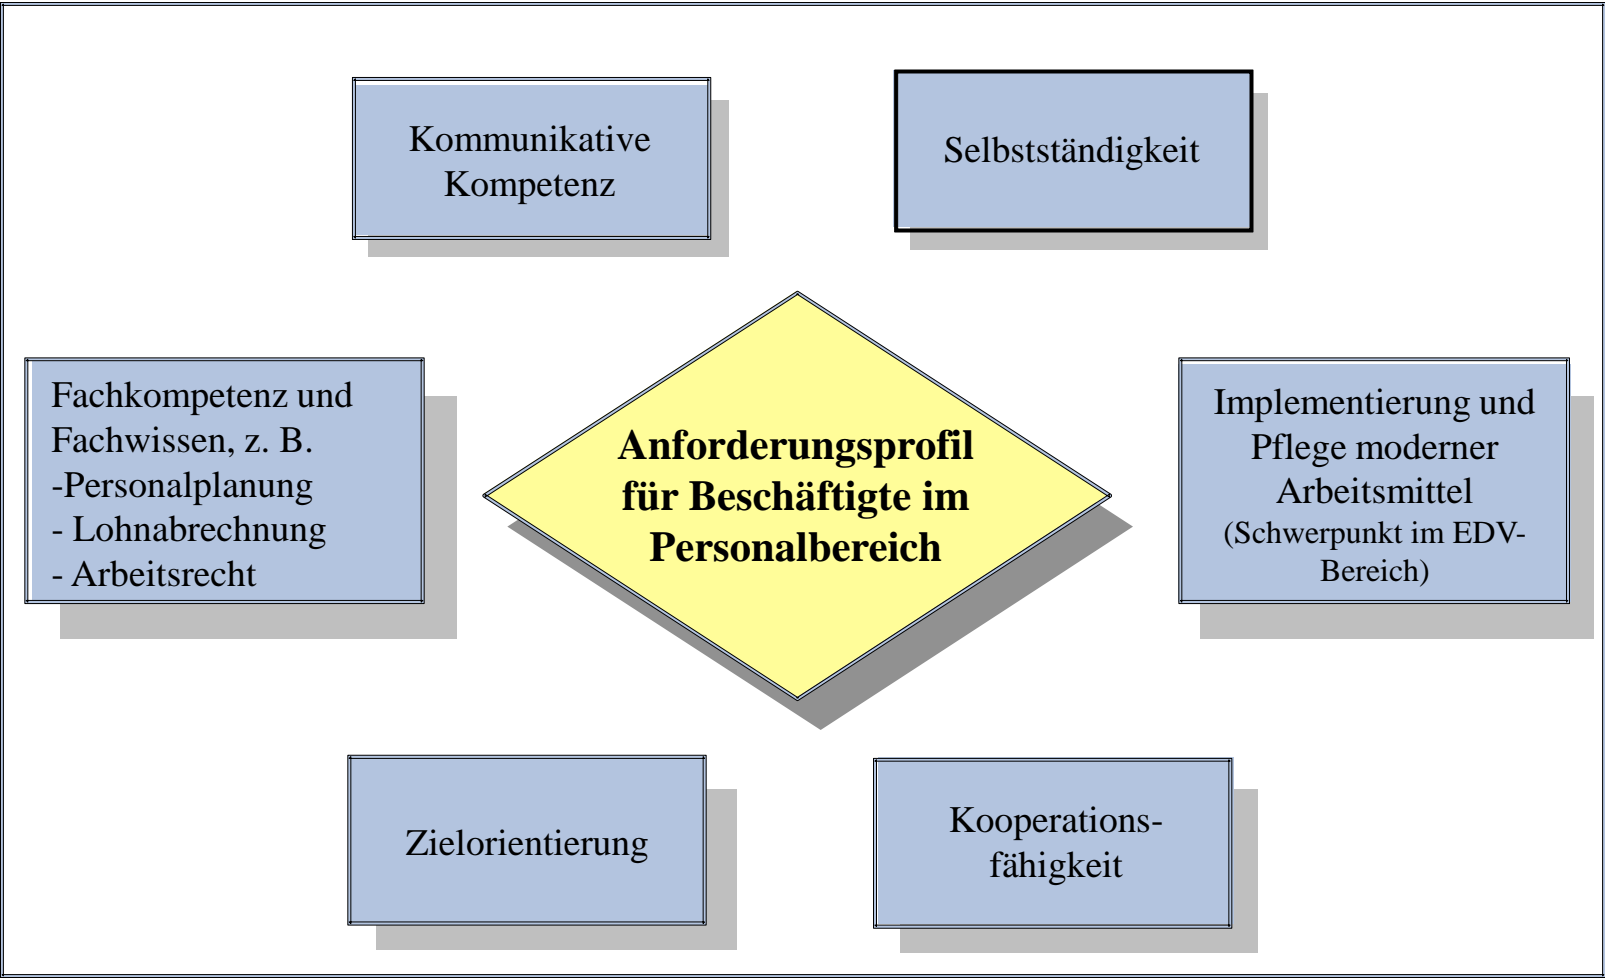 Kommunikative
Kompetenz
Selbstständigkeit
Fachkompetenz und
Fachwissen, z. B.
-Personalplanung
- Lohnabrechnung
- Arbeitsrecht
Anforderungsprofil
für Beschäftigte im
Personalbereich
Implementierung und
Pflege moderner
Arbeitsmittel
(Schwerpunkt im EDV-
Bereich)
Zielorientierung
Kooperations-
fähigkeit